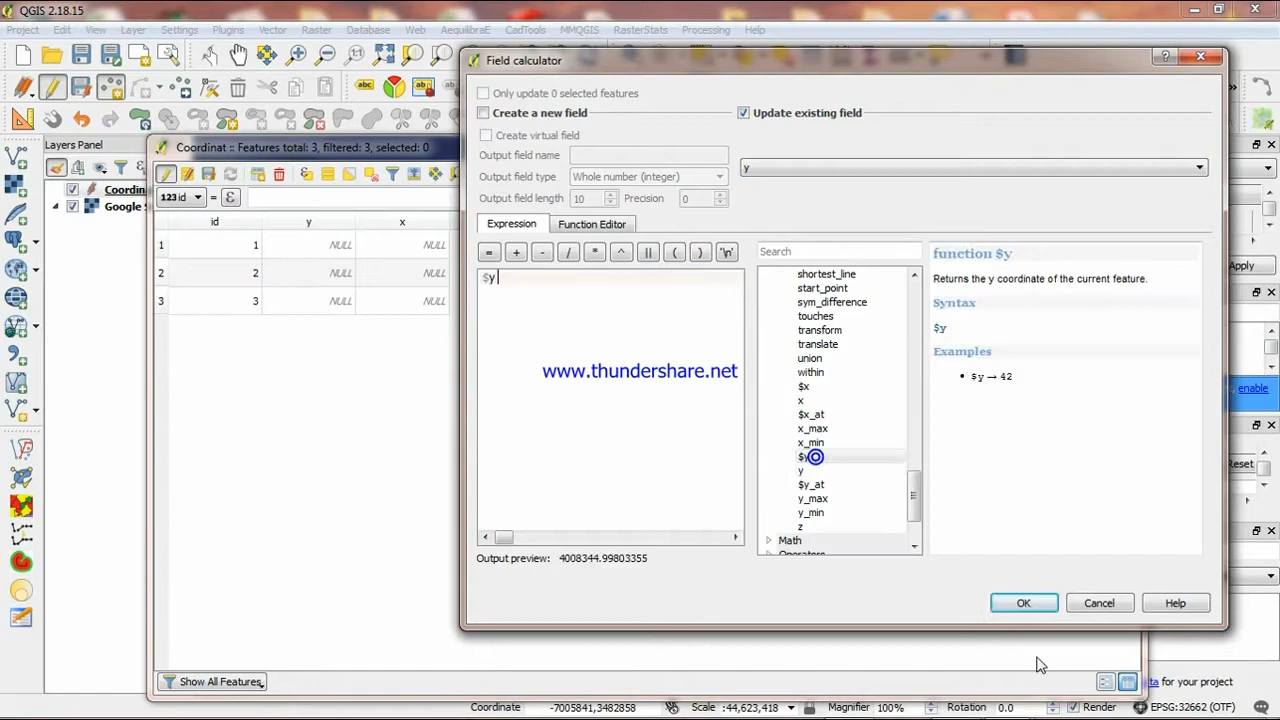 QGIS 2.18.15
Project Edit View Layer Settings Plugins Vector Raster Database Web MMQGIS AequilibraE CadTools RasterStats Processing Help
Field calculator
Only update 0 selected features
Create a new field
Update existing field
Create virtual field
Output field name
Output field type Whole number (integer)
Output field length 10 Precision 0
y
Expression Function Editor
= + - / * ^ || ( ) '\n'
$y
www.thundershare.net
Output preview: 4008344.99803355
Search
shortest_line
start_point
sym_difference
touches
transform
translate
union
within
$x
x
$x_at
x_max
x_min
$y
y
$y_at
y_max
y_min
z
Math
Operators
function $y
Returns the y coordinate of the current feature.
Syntax
$y
Examples
$y → 42
OK Cancel Help
Layers Panel
Coordin
Google S
Coordinat :: Features total: 3, filtered: 3, selected: 0
123 id = ε
id y x
1 1 NULL NULL
2 2 NULL NULL
3 3 NULL NULL
Show All Features
Apply
enable
Reset
ta for your project
Coordinate -7005841,3482858 Scale :44,623,418 Magnifier 100% Rotation 0.0 Render EPSG:32662 (OTF)